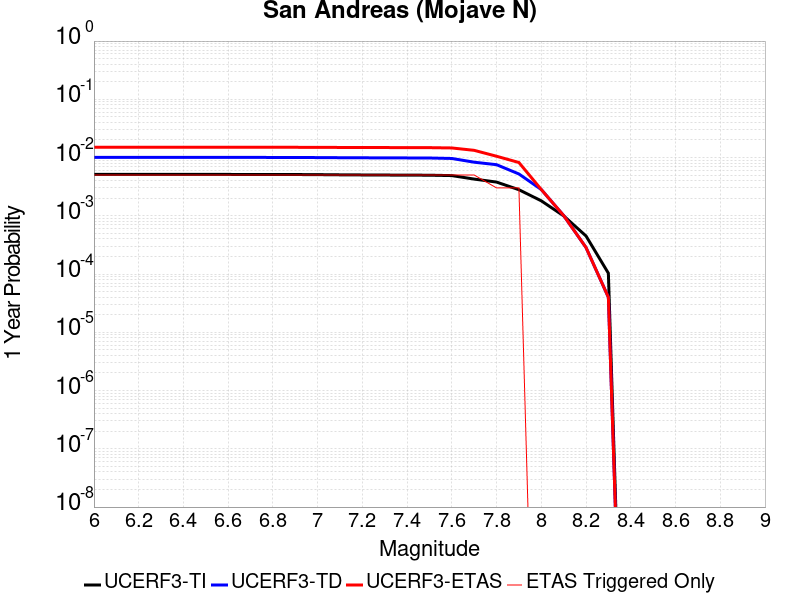 San Andreas (Mojave N)
10^0
10^-1
10^-2
10^-3
10^-4
10^-5
10^-6
10^-7
10^-8
1 Year Probability
6 6.2 6.4 6.6 6.8 7 7.2 7.4 7.6 7.8 8 8.2 8.4 8.6 8.8 9
Magnitude
UCERF3-TI UCERF3-TD UCERF3-ETAS ETAS Triggered Only